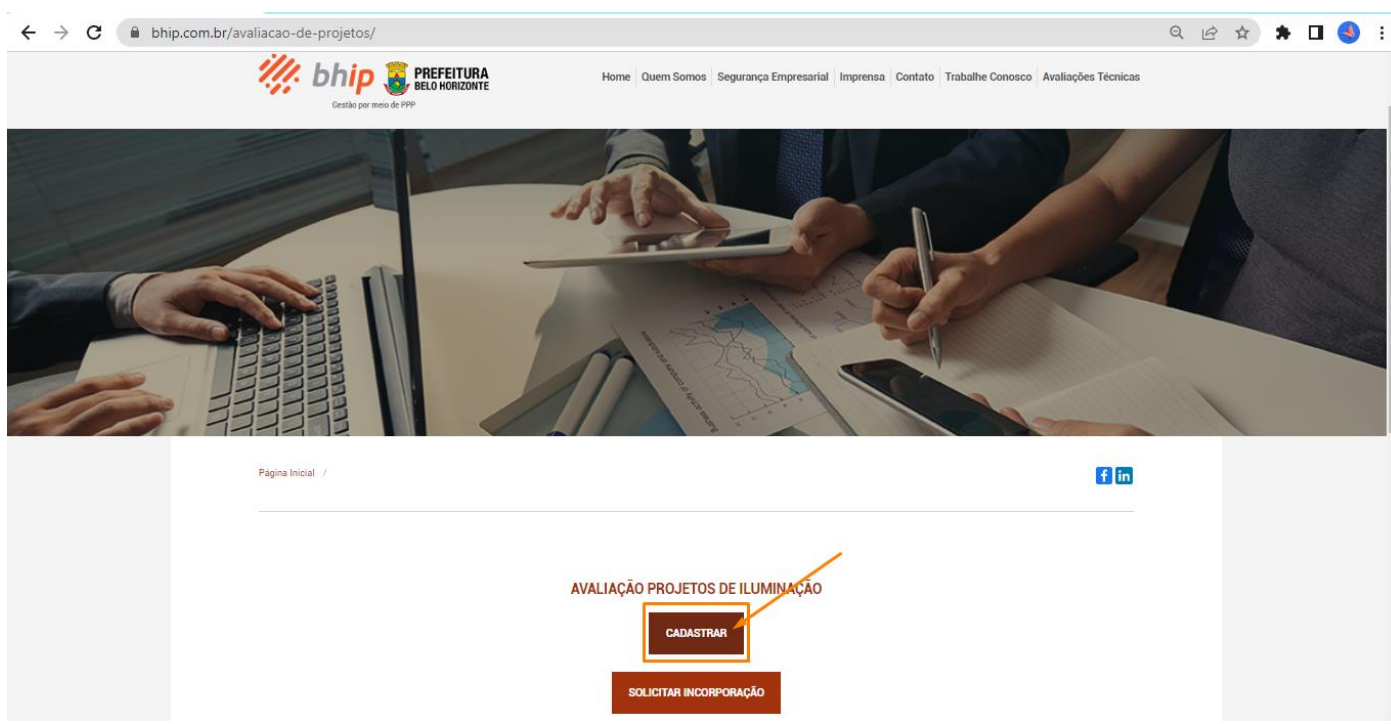 bhip.com.br/avaliacao-de-projetos/
bhip PREFEITURA BELO HORIZONTE
Gestão por meio de PPP
Home Quem Somos Segurança Empresarial Imprensa Contato Trabalhe Conosco Avaliações Técnicas
Página Inicial /
f in
AVALIAÇÃO PROJETOS DE ILUMINAÇÃO
CADASTRAR
SOLICITAR INCORPORAÇÃO